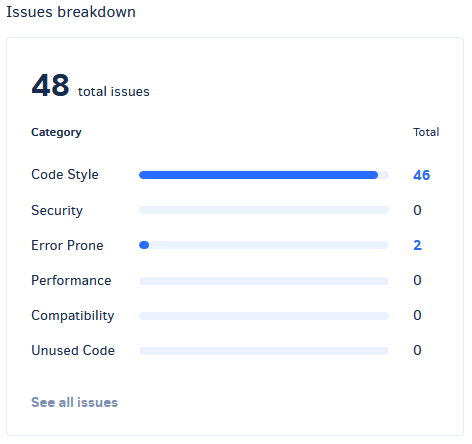 Issues breakdown
48 total issues
Category Total
Code Style 46
Security 0
Error Prone 2
Performance 0
Compatibility 0
Unused Code 0
See all issues